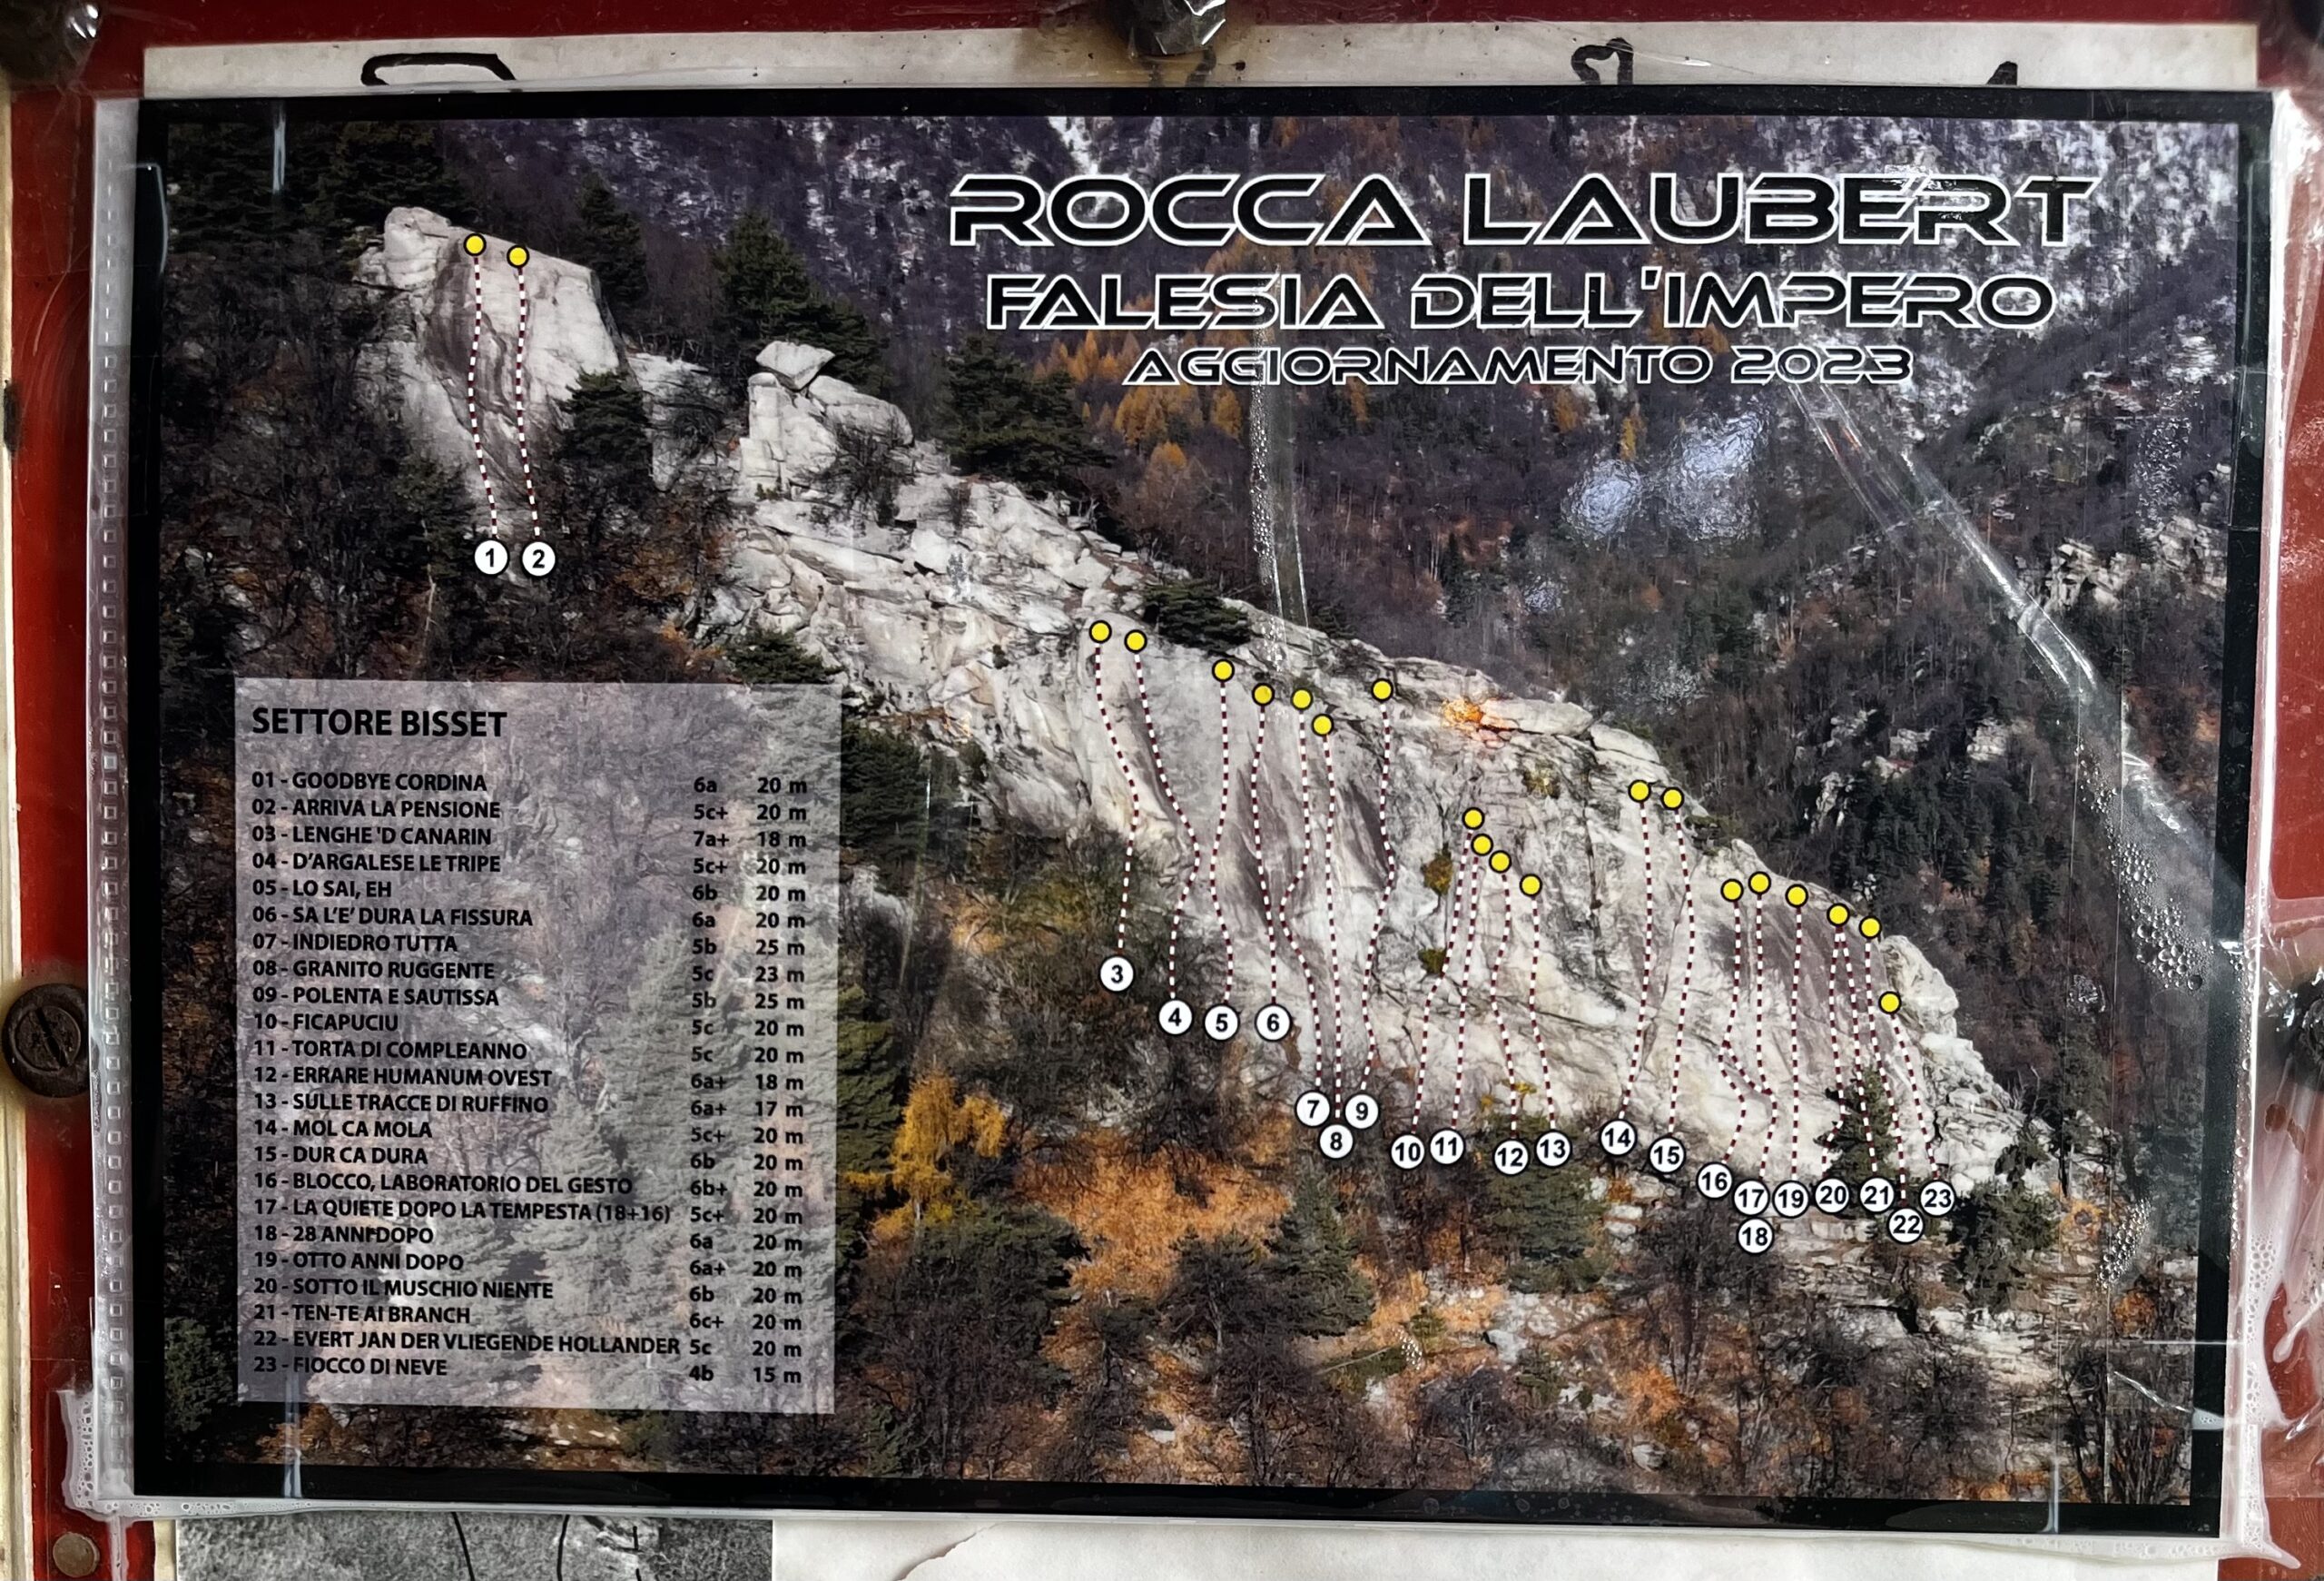 ROCCA LAUBERT
FALESIA DELL'IMPERO
AGGIORNAMENTO 2023
SETTORE BISSET
01 - GOODBYE CORDINA 6a 20 m
02 - ARRIVA LA PENSIONE 5c+ 20 m
03 - LENGHE 'D CANARIN 7a+ 18 m
04 - D'ARGALESE LE TRIPE 5c+ 20 m
05 - LO SAI, EH 6b 20 m
06 - SA L'E' DURA LA FISSURA 6a 20 m
07 - INDIEDRO TUTTA 5b 25 m
08 - GRANITO RUGGENTE 5c 23 m
09 - POLENTA E SAUTISSA 5b 25 m
10 - FICAPUCIU 5c 20 m
11 - TORTA DI COMPLEANNO 5c 20 m
12 - ERRARE HUMANUM OVEST 6a+ 18 m
13 - SULLE TRACCE DI RUFFINO 6a+ 17 m
14 - MOL CA MOLA 5c+ 20 m
15 - DUR CA DURA 6b 20 m
16 - BLOCCO, LABORATORIO DEL GESTO 6b+ 20 m
17 - LA QUIETE DOPO LA TEMPESTA (18+16) 5c+ 20 m
18 - 28 ANNI DOPO 6a 20 m
19 - OTTO ANNI DOPO 6a+ 20 m
20 - SOTTO IL MUSCHIO NIENTE 6b 20 m
21 - TEN-TE AI BRANCH 6c+ 20 m
22 - EVERT JAN DER VLIEGENDE HOLLANDER 5c 20 m
23 - FIOCCO DI NEVE 4b 15 m
1 2
3
4 5 6
7 9
8
10 11 12 13
14 15
16 17 19 20 21 23
18 22